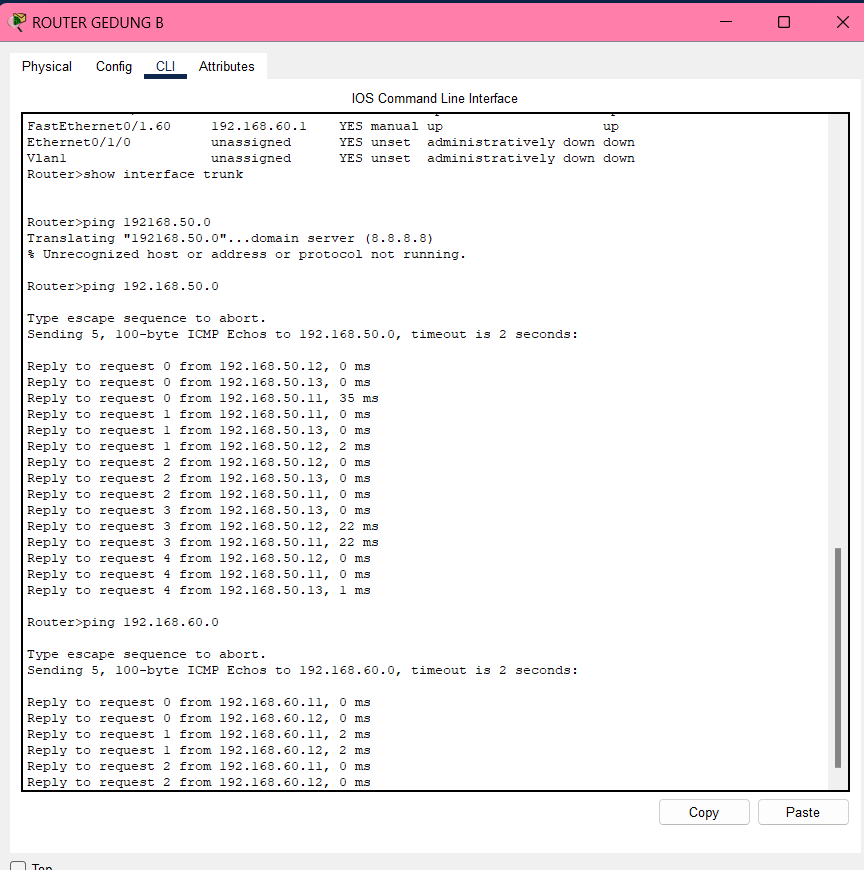 ROUTER GEDUNG B
Physical Config CLI Attributes
IOS Command Line Interface
FastEthernet0/1.60 192.168.60.1 YES manual up up
Ethernet0/1/0 unassigned YES unset administratively down down
Vlan1 unassigned YES unset administratively down down
Router>show interface trunk
Router>ping 192168.50.0
Translating "192168.50.0"...domain server (8.8.8.8)
% Unrecognized host or address or protocol not running.
Router>ping 192.168.50.0
Type escape sequence to abort.
Sending 5, 100-byte ICMP Echos to 192.168.50.0, timeout is 2 seconds:
Reply to request 0 from 192.168.50.12, 0 ms
Reply to request 0 from 192.168.50.13, 0 ms
Reply to request 0 from 192.168.50.11, 35 ms
Reply to request 1 from 192.168.50.11, 0 ms
Reply to request 1 from 192.168.50.13, 0 ms
Reply to request 1 from 192.168.50.12, 2 ms
Reply to request 2 from 192.168.50.12, 0 ms
Reply to request 2 from 192.168.50.13, 0 ms
Reply to request 2 from 192.168.50.11, 0 ms
Reply to request 3 from 192.168.50.13, 0 ms
Reply to request 3 from 192.168.50.12, 22 ms
Reply to request 3 from 192.168.50.11, 22 ms
Reply to request 4 from 192.168.50.12, 0 ms
Reply to request 4 from 192.168.50.11, 0 ms
Reply to request 4 from 192.168.50.13, 1 ms
Router>ping 192.168.60.0
Type escape sequence to abort.
Sending 5, 100-byte ICMP Echos to 192.168.60.0, timeout is 2 seconds:
Reply to request 0 from 192.168.60.11, 0 ms
Reply to request 0 from 192.168.60.12, 0 ms
Reply to request 1 from 192.168.60.11, 2 ms
Reply to request 1 from 192.168.60.12, 2 ms
Reply to request 2 from 192.168.60.11, 0 ms
Reply to request 2 from 192.168.60.12, 0 ms
Copy Paste
Top